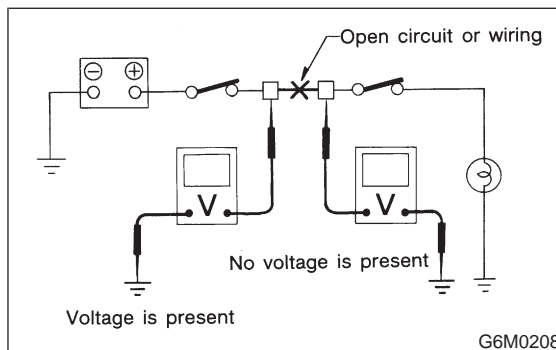 Open circuit or wiring
⊖ ⊕
V
V
No voltage is present
Voltage is present
G6M0208